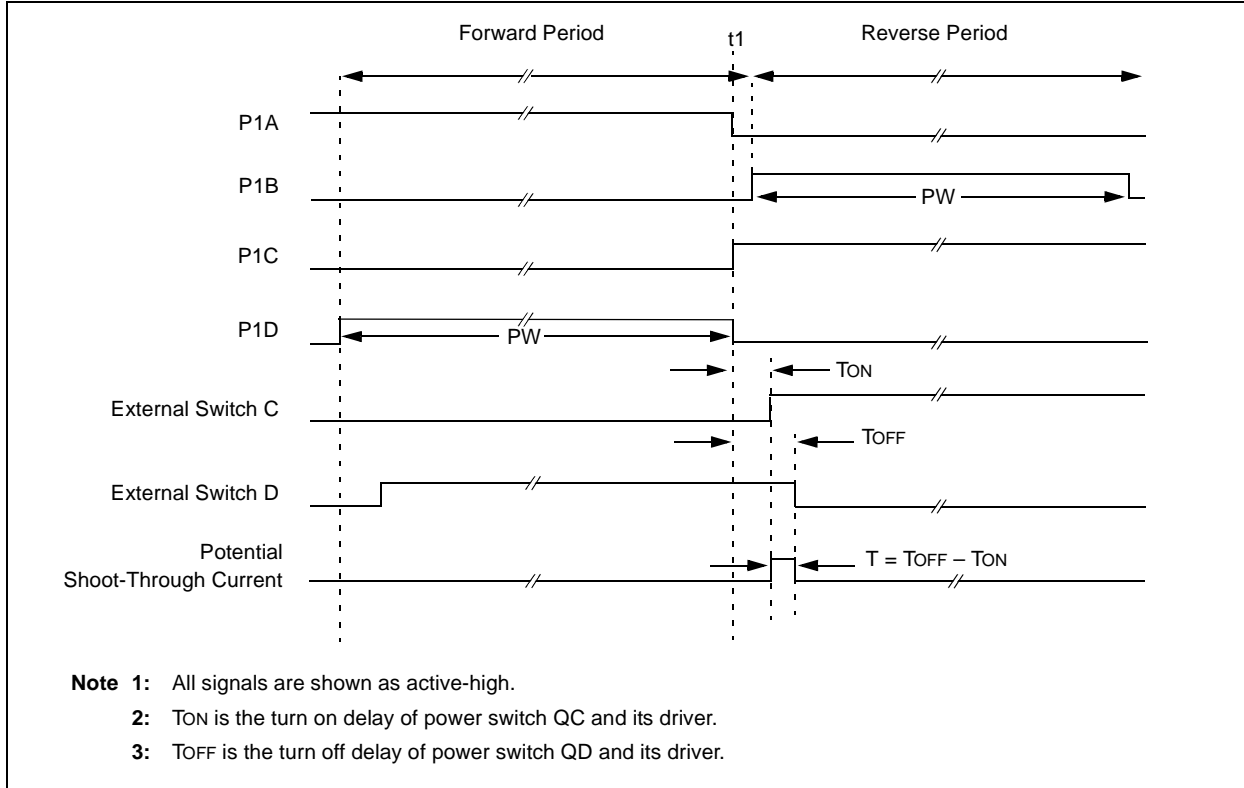 Forward Period t1 Reverse Period
P1A
P1B
PW
P1C
P1D
PW
TON
External Switch C
TOFF
External Switch D
Potential
Shoot-Through Current
T = TOFF – TON
Note 1: All signals are shown as active-high.
2: TON is the turn on delay of power switch QC and its driver.
3: TOFF is the turn off delay of power switch QD and its driver.